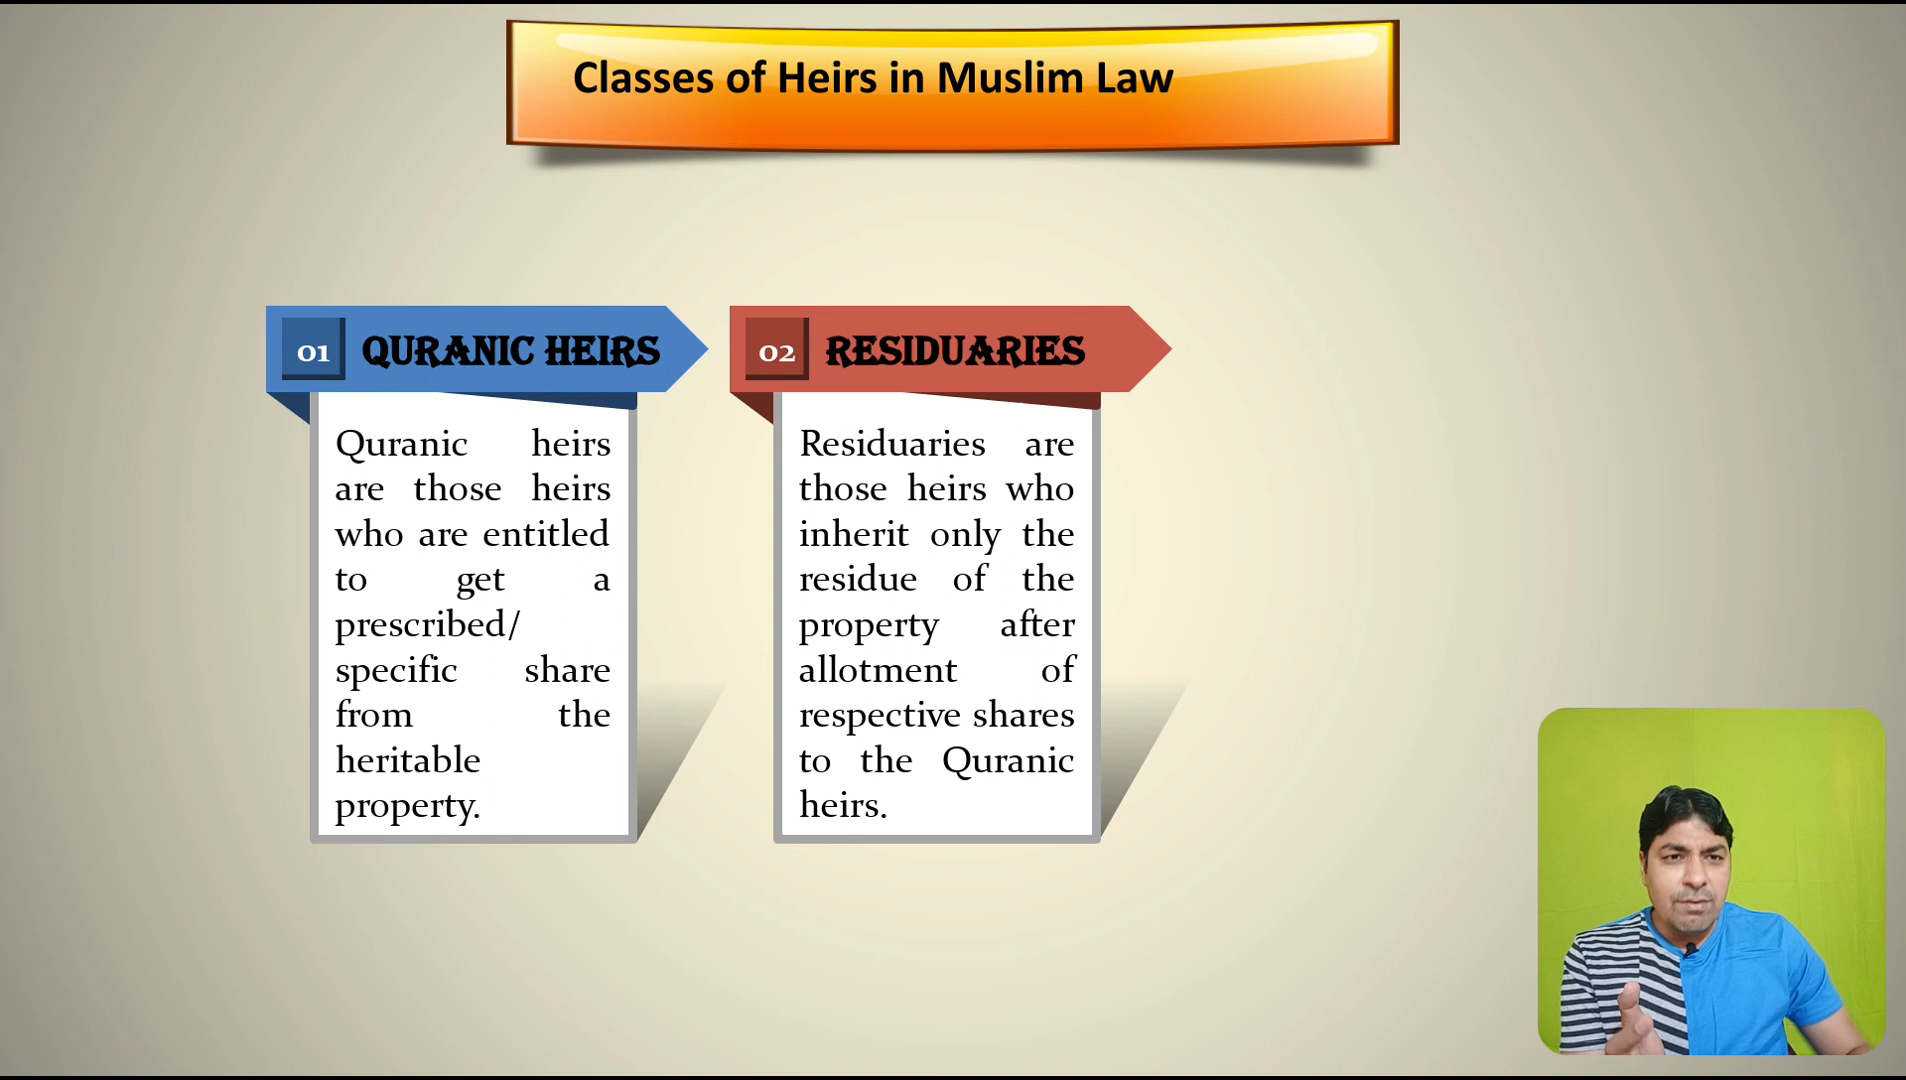 Classes of Heirs in Muslim Law
01 QURANIC HEIRS
Quranic heirs
are those heirs
who are entitled
to get a
prescribed/
specific share
from the
heritable
property.
02 RESIDUARIES
Residuaries are
those heirs who
inherit only the
residue of the
property after
allotment of
respective shares
to the Quranic
heirs.